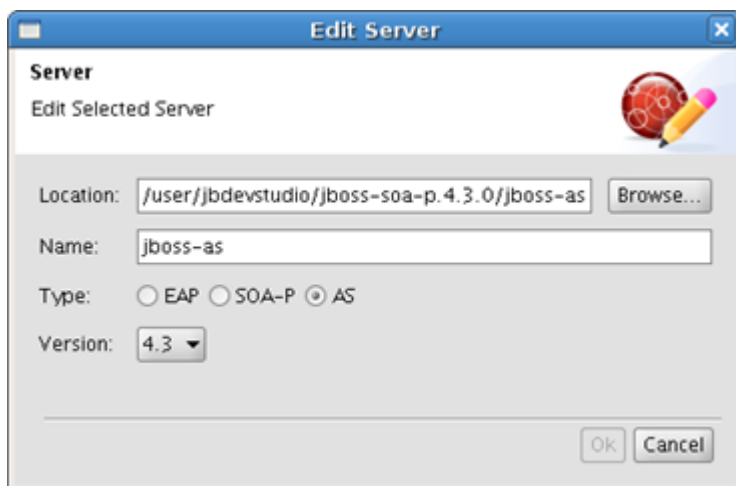 Edit Server
Server
Edit Selected Server
Location: /user/jbdevstudio/jboss-soa-p.4.3.0/jboss-as Browse...
Name: jboss-as
Type: EAP SOA-P AS
Version: 4.3
Ok Cancel